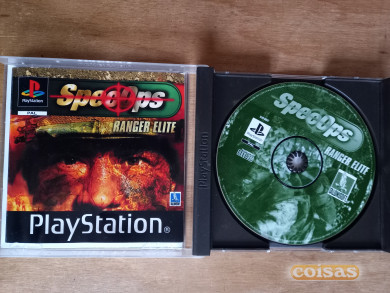 PlayStation
PAL
SpecOps
RANGER ELITE
PlayStation®
PlayStation
SpecOps
RANGER ELITE
coisas